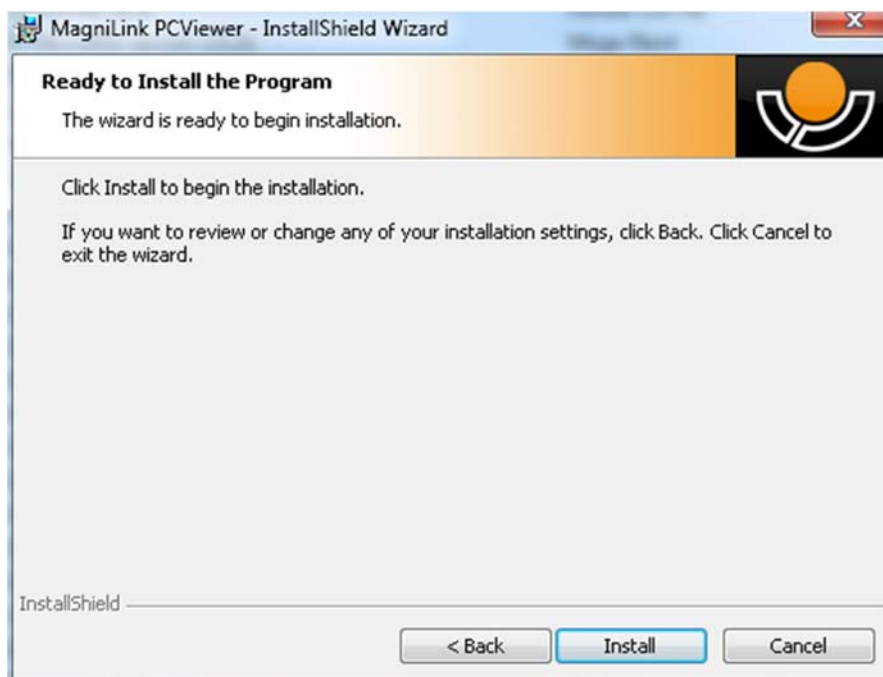 MagniLink PCViewer - InstallShield Wizard
Ready to Install the Program
The wizard is ready to begin installation.
Click Install to begin the installation.
If you want to review or change any of your installation settings, click Back. Click Cancel to
exit the wizard.
InstallShield
< Back Install Cancel